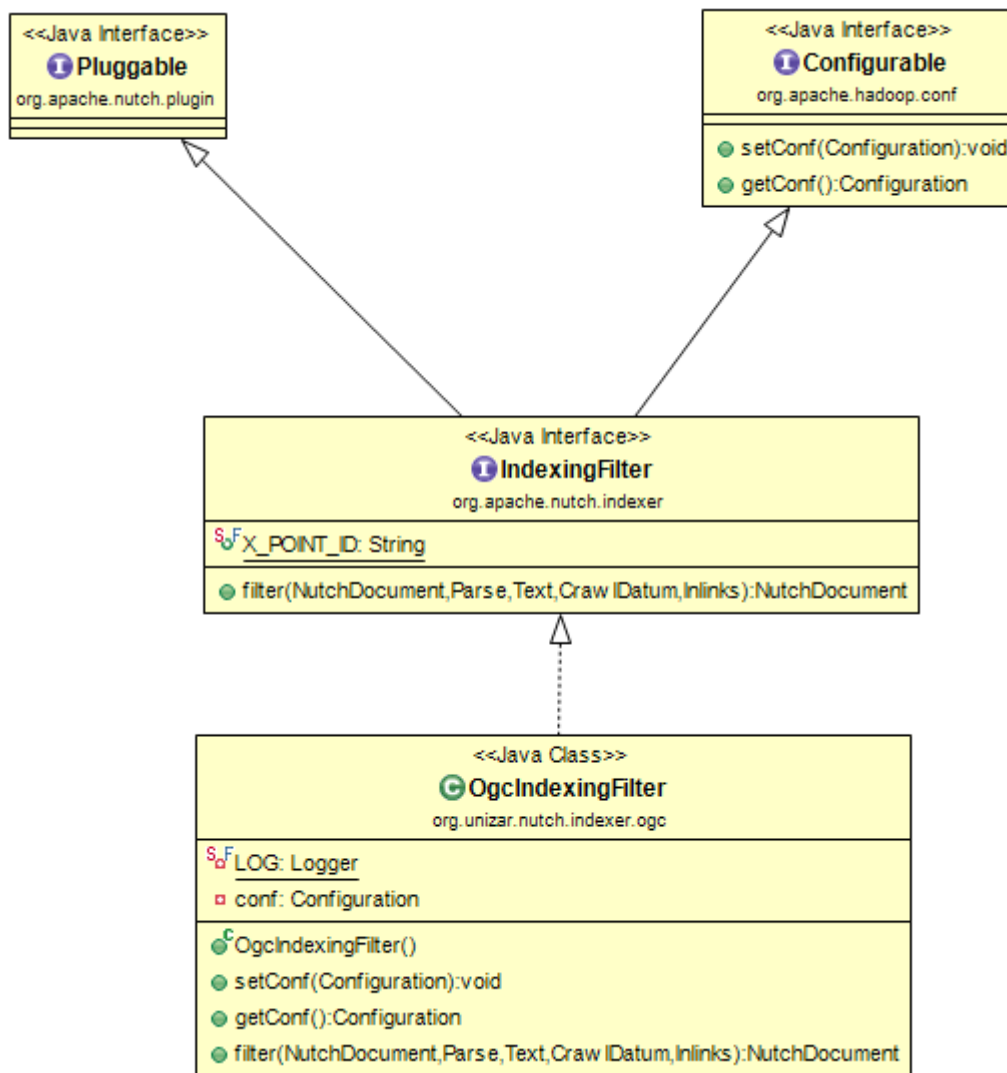 <<Java Interface>>
I Pluggable
org.apache.nutch.plugin
<<Java Interface>>
I Configurable
org.apache.hadoop.conf
setConf(Configuration):void
getConf():Configuration
<<Java Interface>>
I IndexingFilter
org.apache.nutch.indexer
S F X_POINT_ID: String
filter(NutchDocument,Parse,Text,CrawlDatum,Inlinks):NutchDocument
<<Java Class>>
C OgcIndexingFilter
org.unizar.nutch.indexer.ogc
S F LOG: Logger
conf: Configuration
C OgcIndexingFilter()
setConf(Configuration):void
getConf():Configuration
filter(NutchDocument,Parse,Text,CrawlDatum,Inlinks):NutchDocument